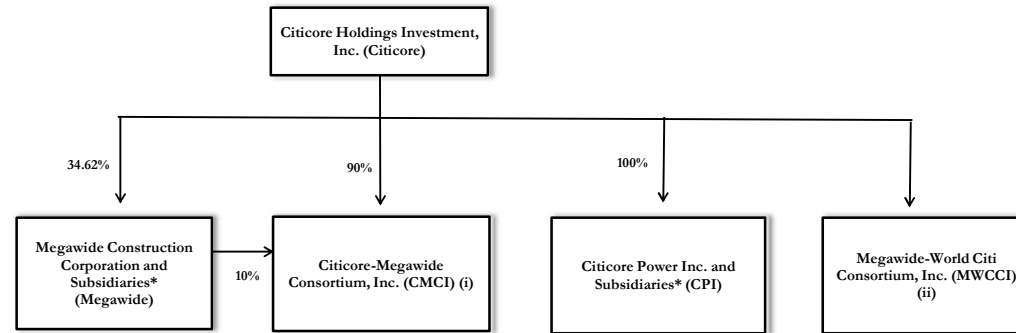 Citicore Holdings Investment,
Inc. (Citicore)
34.62%
90%
100%
Megawide Construction
Corporation and
Subsidiaries*
(Megawide)
10%
Citicore-Megawide
Consortium, Inc. (CMCI) (i)
Citicore Power Inc. and
Subsidiaries* (CPI)
Megawide-World Citi
Consortium, Inc. (MWCCI)
(ii)